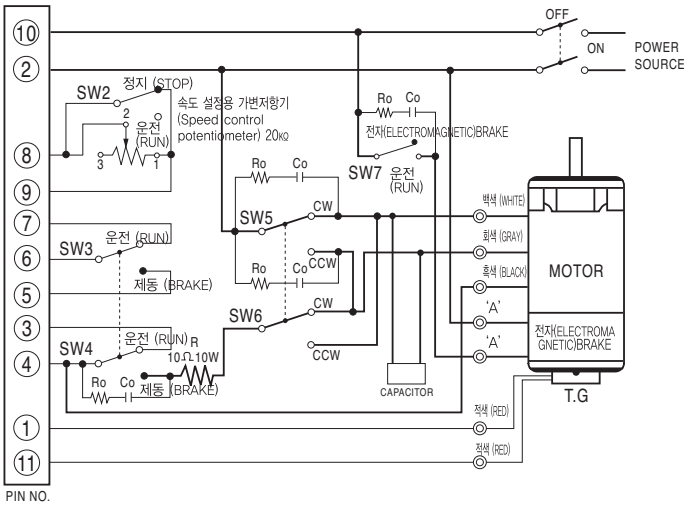 OFF
ON
POWER
SOURCE
10
2
SW2
정지 (STOP)
속도 설정용 가변저항기
(Speed control
potentiometer) 20KΩ
2
운전
(RUN)
8
3
1
9
Ro
Co
전자(ELECTROMAGNETIC)BRAKE
SW7
운전
(RUN)
7
SW3
운전 (RUN)
6
제동 (BRAKE)
5
3
SW4
운전 (RUN)
4
R
10Ω10W
Ro
Co
제동 (BRAKE)
Ro
Co
SW5
CW
Ro
Co
CCW
SW6
CW
CCW
CAPACITOR
백색 (WHITE)
회색 (GRAY)
흑색 (BLACK)
'A'
'A'
MOTOR
전자(ELECTROMA
GNETIC)BRAKE
T.G
1
적색 (RED)
11
적색 (RED)
PIN NO.